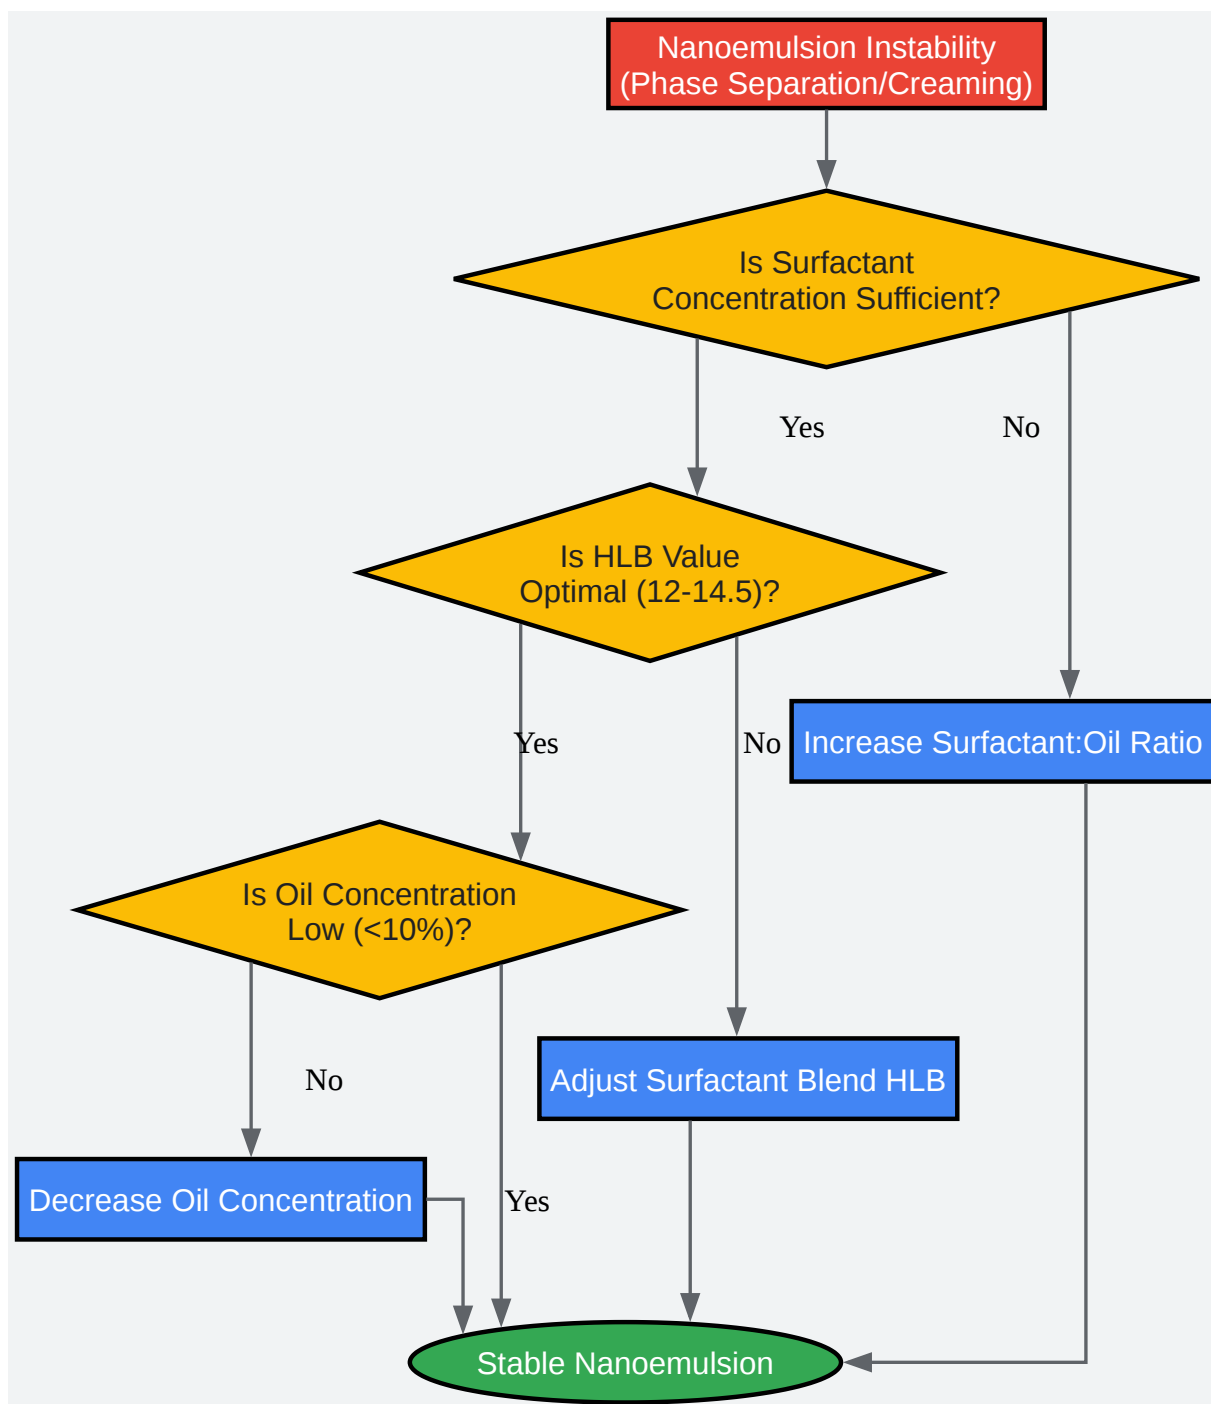 Nanoemulsion Instability
(Phase Separation/Creaming)
Is Surfactant
Concentration Sufficient?
Yes
No
Is HLB Value
Optimal (12-14.5)?
Yes
No
Increase Surfactant:Oil Ratio
Is Oil Concentration
Low (<10%)?
No
Adjust Surfactant Blend HLB
Decrease Oil Concentration
Yes
Stable Nanoemulsion